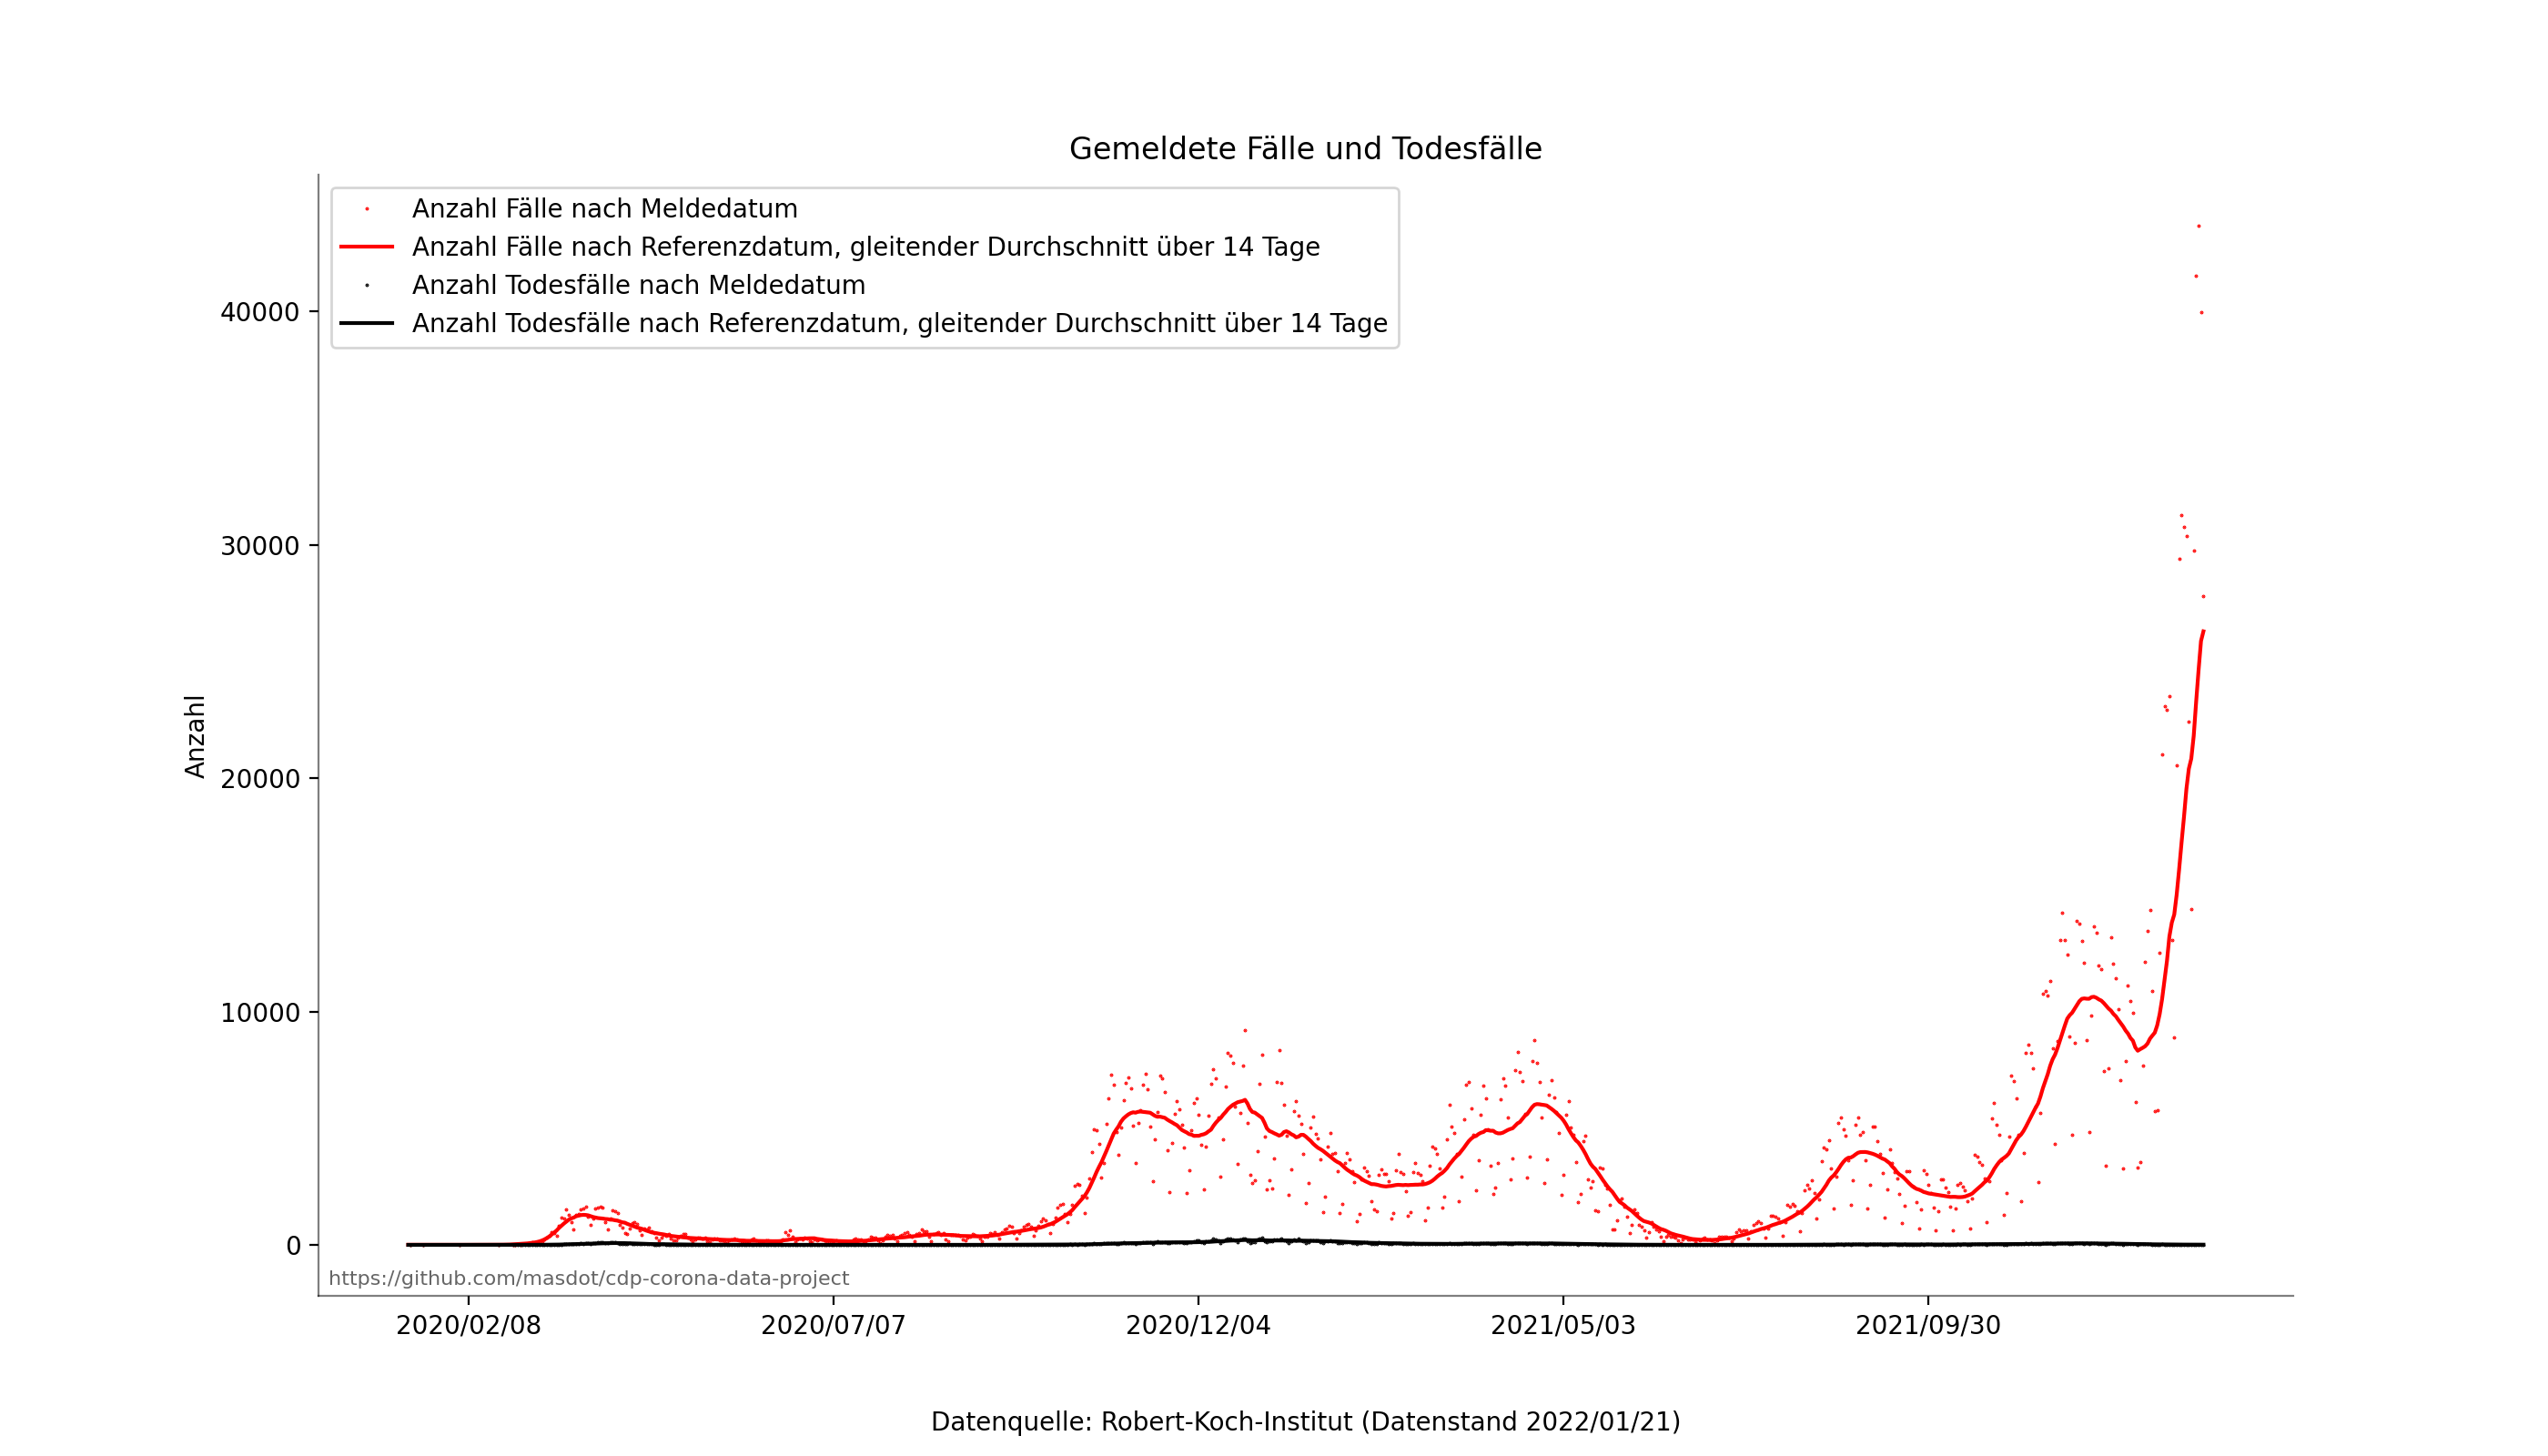 Gemeldete Fälle und Todesfälle
Anzahl Fälle nach Meldedatum
Anzahl Fälle nach Referenzdatum, gleitender Durchschnitt über 14 Tage
Anzahl Todesfälle nach Meldedatum
Anzahl Todesfälle nach Referenzdatum, gleitender Durchschnitt über 14 Tage
Anzahl
40000
30000
20000
10000
0
https://github.com/masdot/cdp-corona-data-project
2020/02/08 2020/07/07 2020/12/04 2021/05/03 2021/09/30
Datenquelle: Robert-Koch-Institut (Datenstand 2022/01/21)